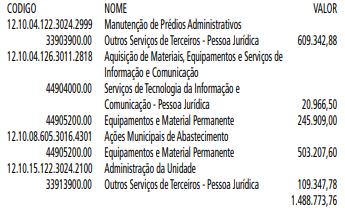 CODIGO NOME VALOR
12.10.04.122.3024.2999 Manutenção de Prédios Administrativos
33903900.00 Outros Serviços de Terceiros - Pessoa Jurídica 609.342,88
12.10.04.126.3011.2818 Aquisição de Materiais, Equipamentos e Serviços de
Informação e Comunicação
44904000.00 Serviços de Tecnologia da Informação e
Comunicação - Pessoa Jurídica 20.966,50
44905200.00 Equipamentos e Material Permanente 245.909,00
12.10.08.605.3016.4301 Ações Municipais de Abastecimento
44905200.00 Equipamentos e Material Permanente 503.207,60
12.10.15.122.3024.2100 Administração da Unidade
33913900.00 Outros Serviços de Terceiros - Pessoa Jurídica 109.347,78
1.488.773,76